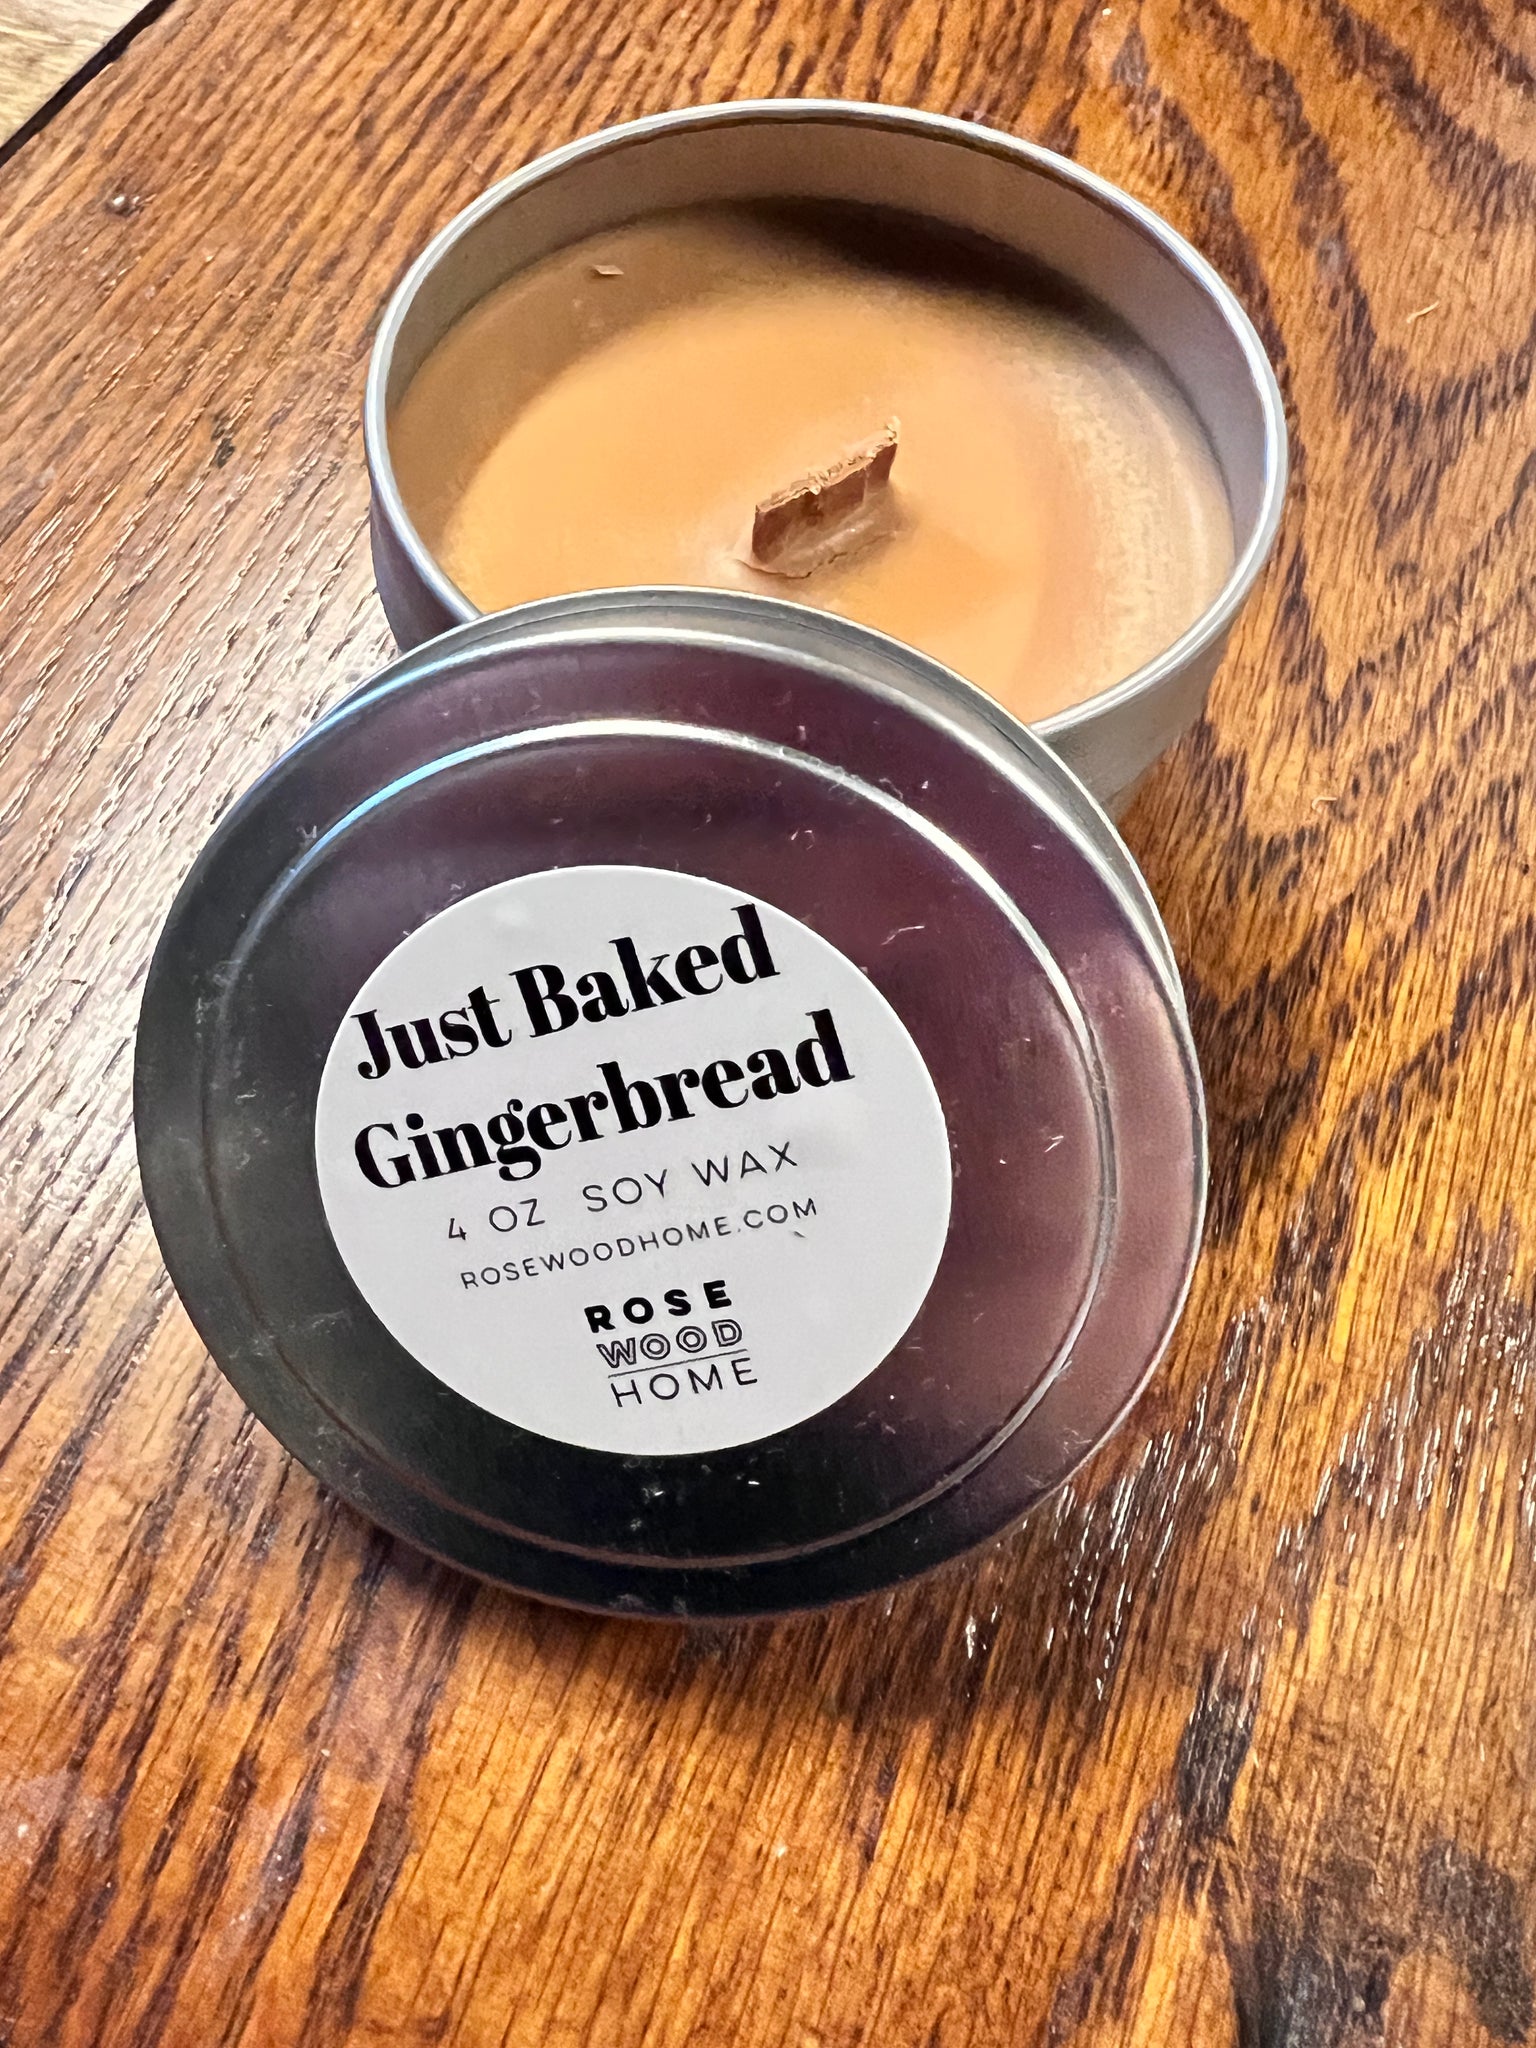 Just Baked
Gingerbread
4 OZ SOY WAX
ROSEWOODHOME.COM
ROSE
WOOD
HOME